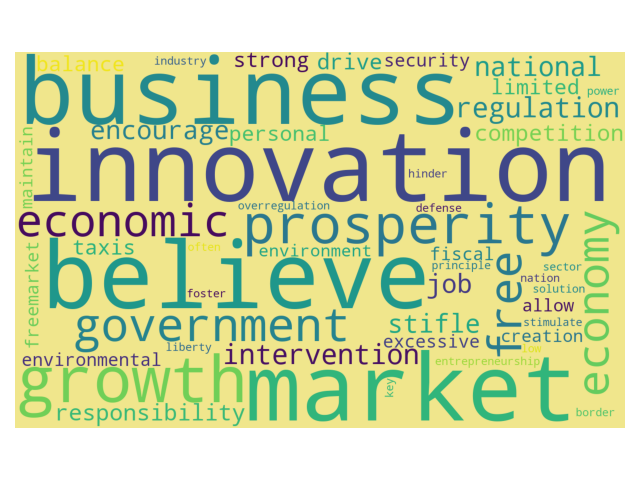 balance
industry
strong
drive
security
national
business
limited
power
regulation
encourage
personal
competition
maintain
innovation
hinder
economic
overregulation
defense
prosperity
taxis
often
environment
fiscal
principle
sector
believe
free
economy
freemarket
job
nation
solution
foster
allow
government
stifle
stimulate
creation
liberty
excessive
environmental
intervention
low
growth
market
entrepreneurship
key
responsibility
border